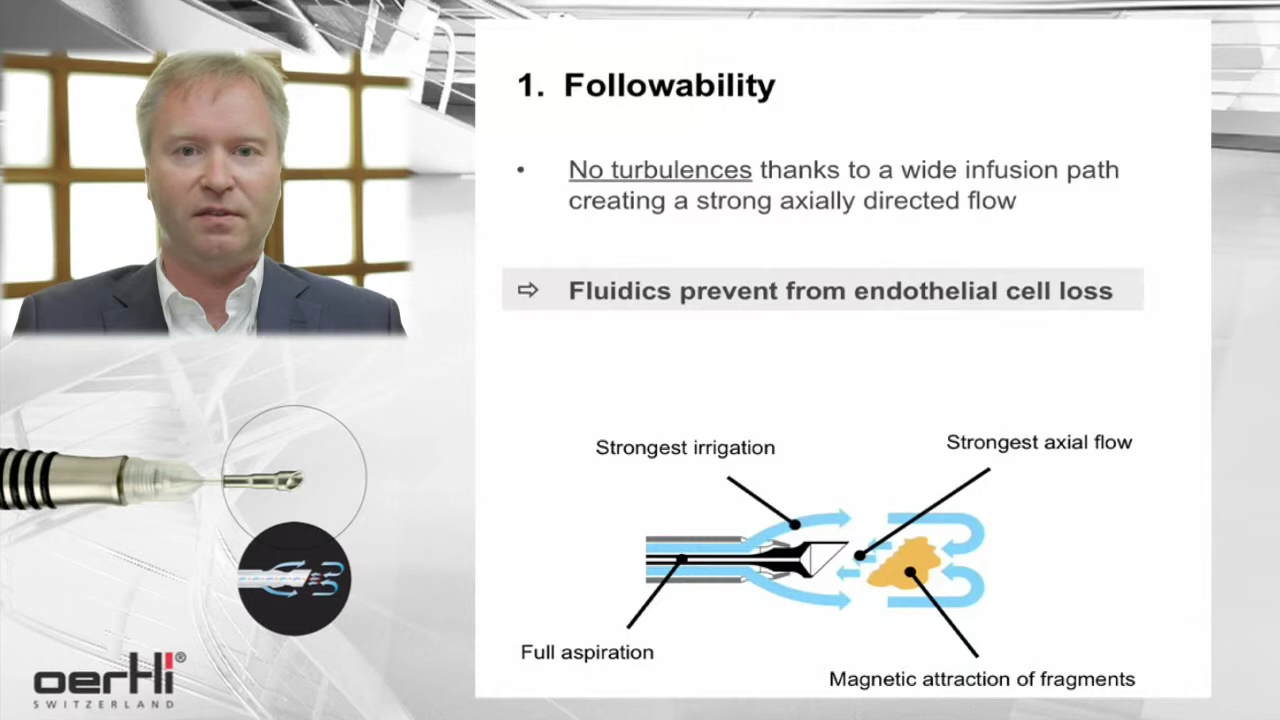 1. Followability
• No turbulences thanks to a wide infusion path
creating a strong axially directed flow
⇨ Fluidics prevent from endothelial cell loss
Strongest irrigation
Strongest axial flow
Full aspiration
Magnetic attraction of fragments
oertli®
SWITZERLAND